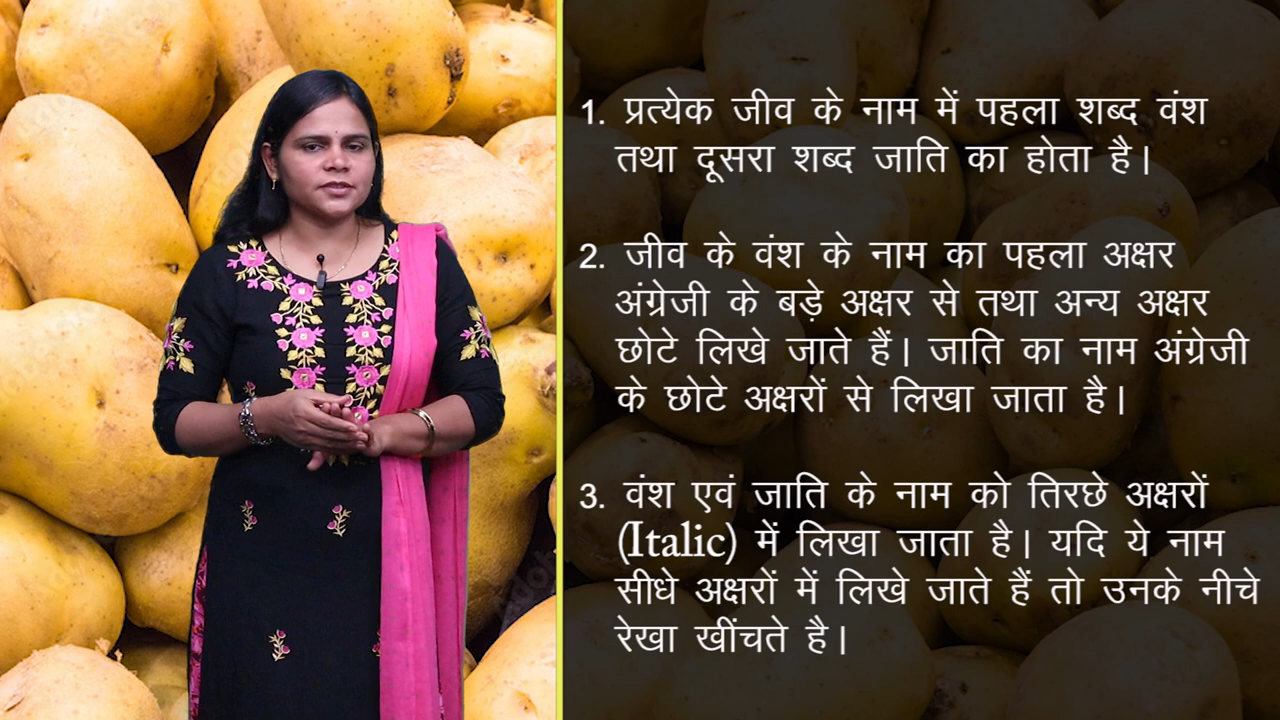 1. प्रत्येक जीव के नाम में पहला शब्द वंश
तथा दूसरा शब्द जाति का होता है।
2. जीव के वंश के नाम का पहला अक्षर
अंग्रेजी के बड़े अक्षर से तथा अन्य अक्षर
छोटे लिखे जाते हैं। जाति का नाम अंग्रेजी
के छोटे अक्षरों से लिखा जाता है।
3. वंश एवं जाति के नाम को तिरछे अक्षरों
(Italic) में लिखा जाता है। यदि ये नाम
सीधे अक्षरों में लिखे जाते हैं तो उनके नीचे
रेखा खींचते है।